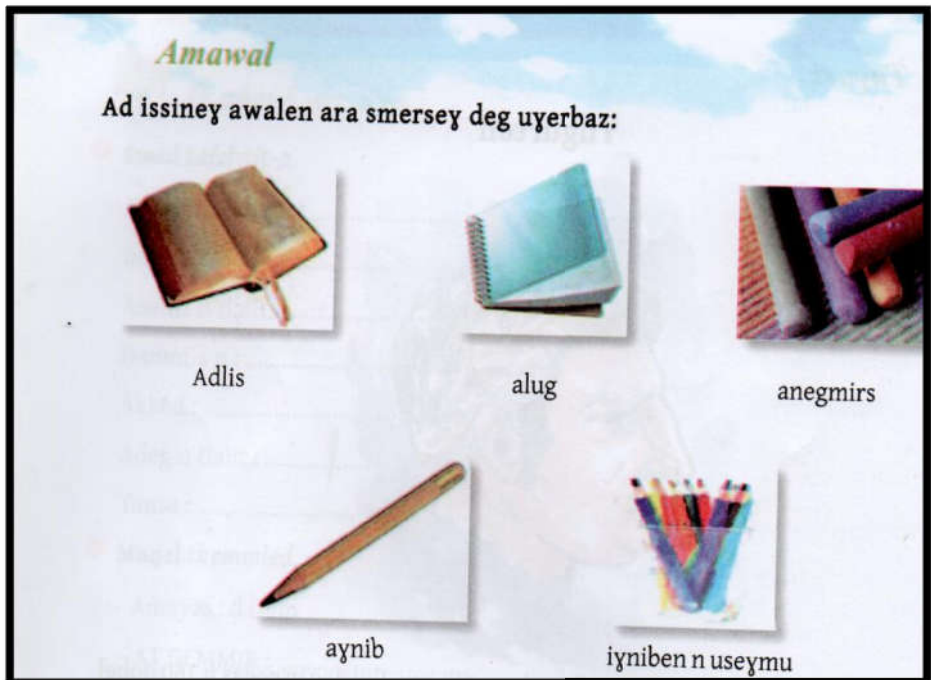 Amawal
Ad issineɣ awalen ara smerseɣ deg uɣerbaz:
Adlis
alug
anegmirs
aɣnib
iɣniben n useɣmu